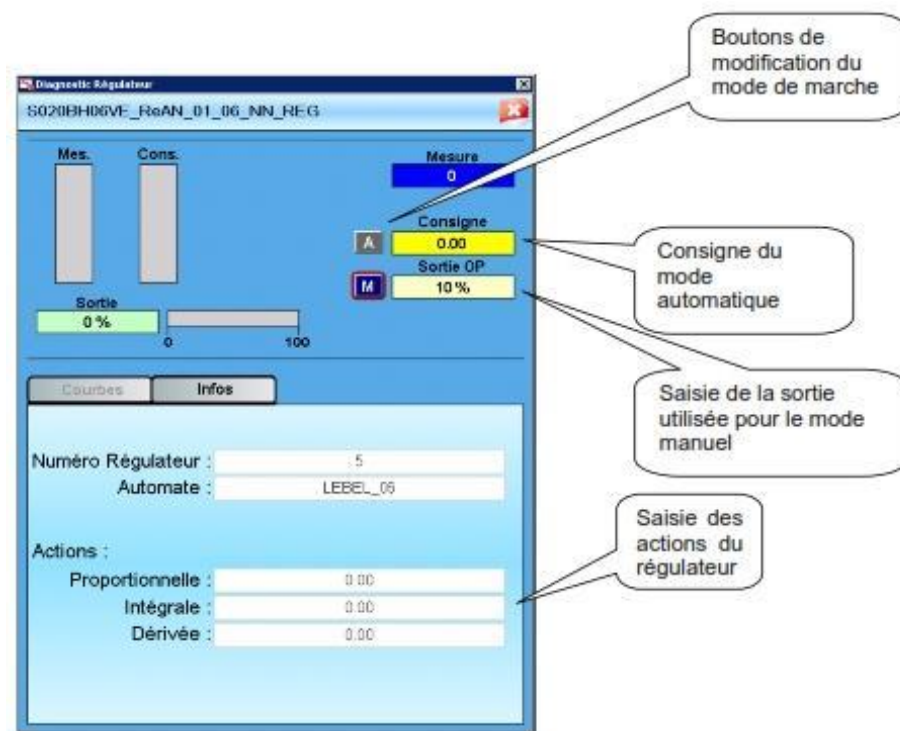 Boutons de
modification du
mode de marche
Diagnostic Régulateur
S020BH06VE_ReAN_01_06_NN_REG
Mes. Cons.
Mesure
0
Consigne
A 0.00
Sortie OP
M 10 %
Sortie
0 %
0 100
Consigne du
mode
automatique
Courbes Infos
Saisie de la sortie
utilisée pour le mode
manuel
Numéro Régulateur : 5
Automate : LEBEL_06
Saisie des
actions du
régulateur
Actions :
Proportionnelle : 0.00
Intégrale : 0.00
Dérivée : 0.00